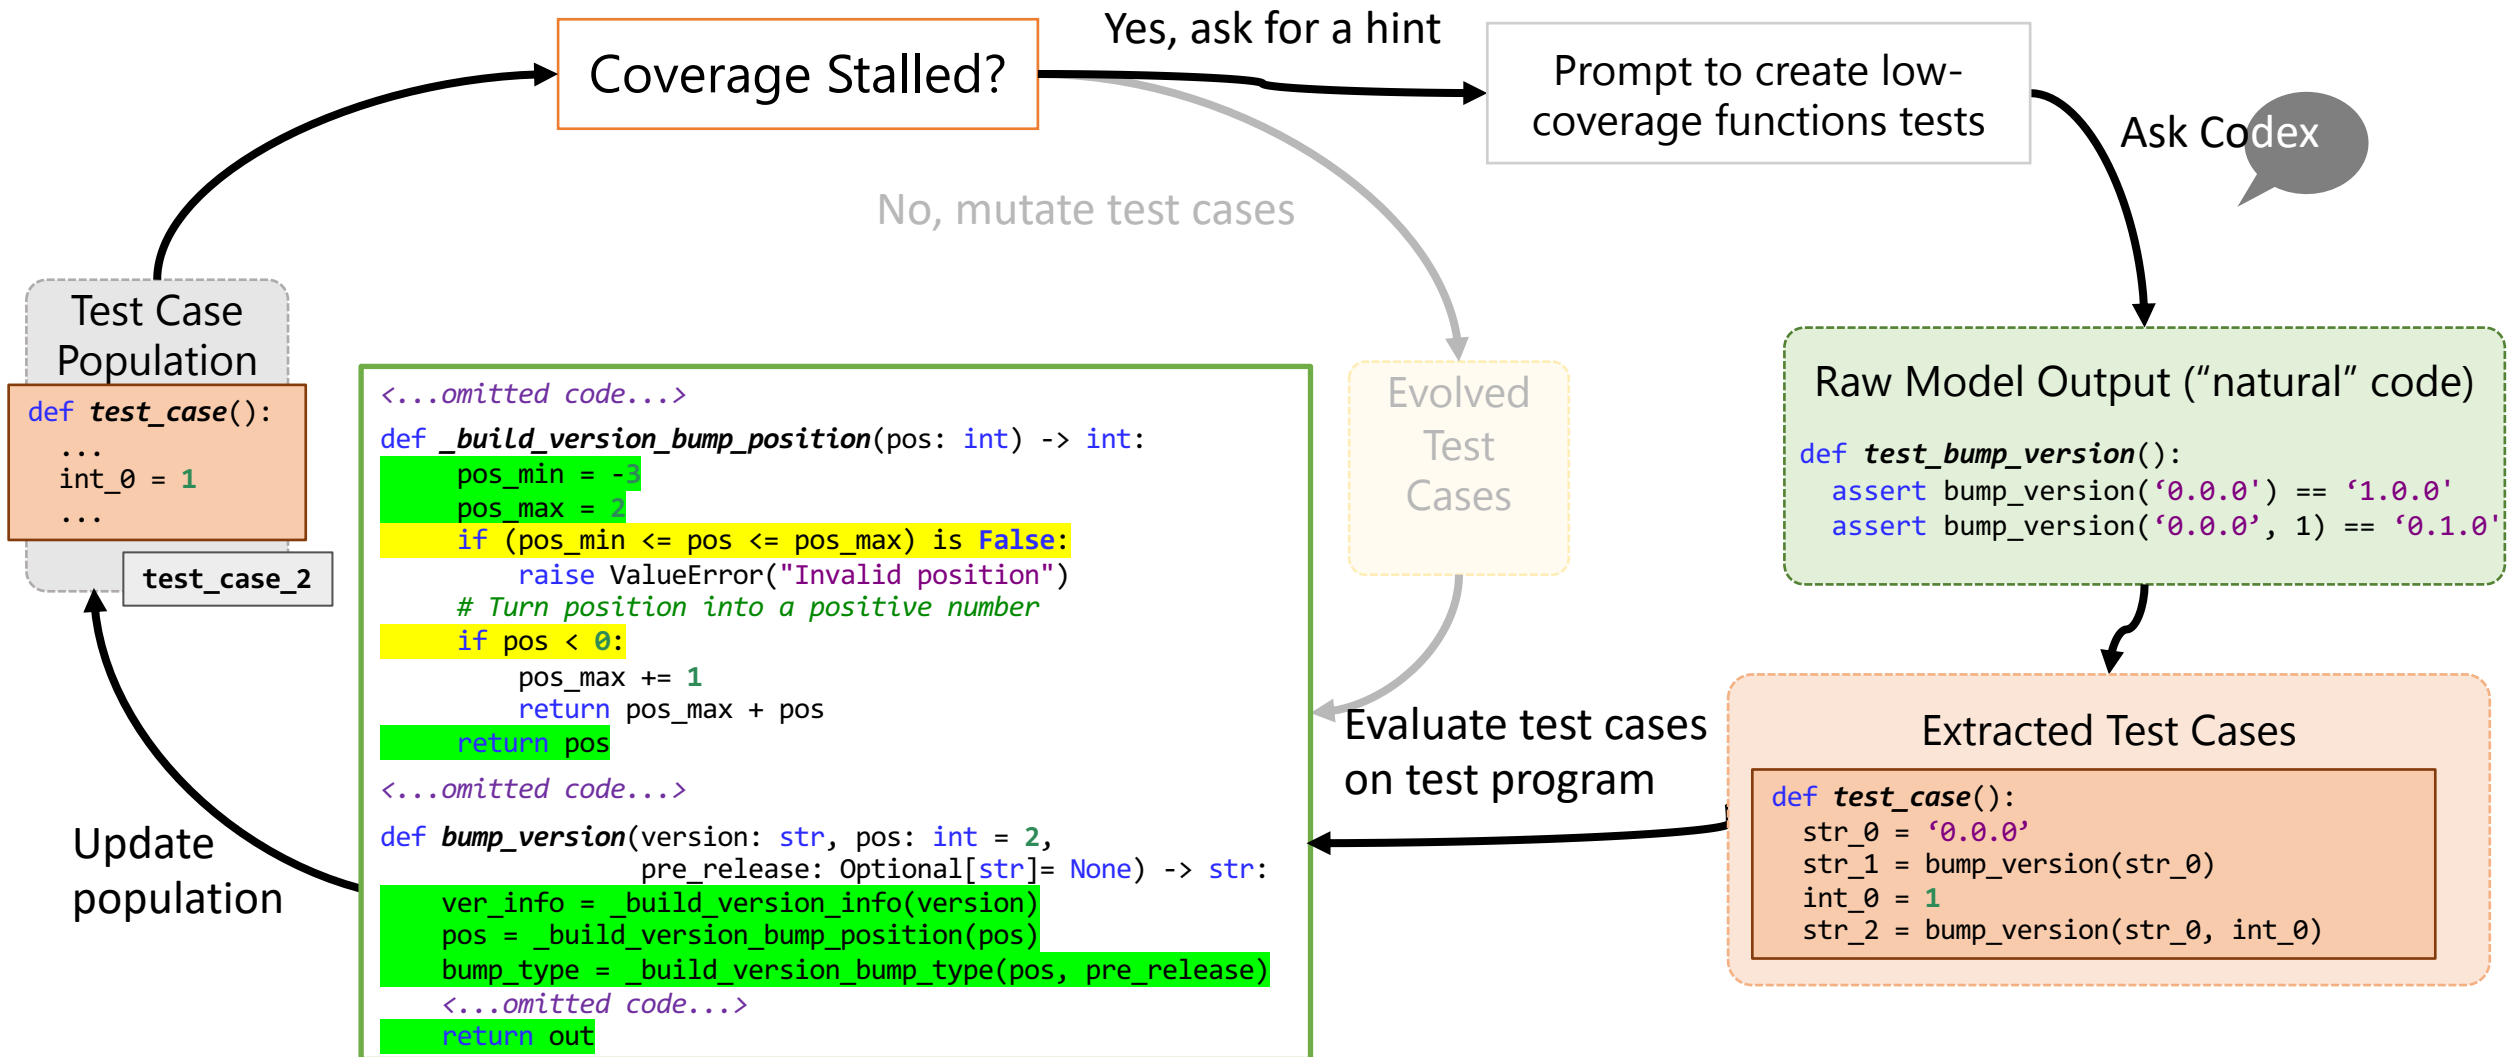 Coverage Stalled?
Yes, ask for a hint
Prompt to create low-
coverage functions tests
Ask Codex
No, mutate test cases
Test Case
Population
def test_case():
...
int_0 = 1
...
test_case_2
<...omitted code...>
def _build_version_bump_position(pos: int) -> int:
pos_min = -3
pos_max = 2
if (pos_min <= pos <= pos_max) is False:
raise ValueError("Invalid position")
# Turn position into a positive number
if pos < 0:
pos_max += 1
return pos_max + pos
return pos
<...omitted code...>
def bump_version(version: str, pos: int = 2,
pre_release: Optional[str]= None) -> str:
ver_info = _build_version_info(version)
pos = _build_version_bump_position(pos)
bump_type = _build_version_bump_type(pos, pre_release)
<...omitted code...>
return out
Evolved
Test
Cases
Raw Model Output (“natural” code)
def test_bump_version():
assert bump_version(‘0.0.0') == ‘1.0.0'
assert bump_version(‘0.0.0’, 1) == ‘0.1.0'
Extracted Test Cases
def test_case():
str_0 = ‘0.0.0’
str_1 = bump_version(str_0)
int_0 = 1
str_2 = bump_version(str_0, int_0)
Evaluate test cases
on test program
Update
population